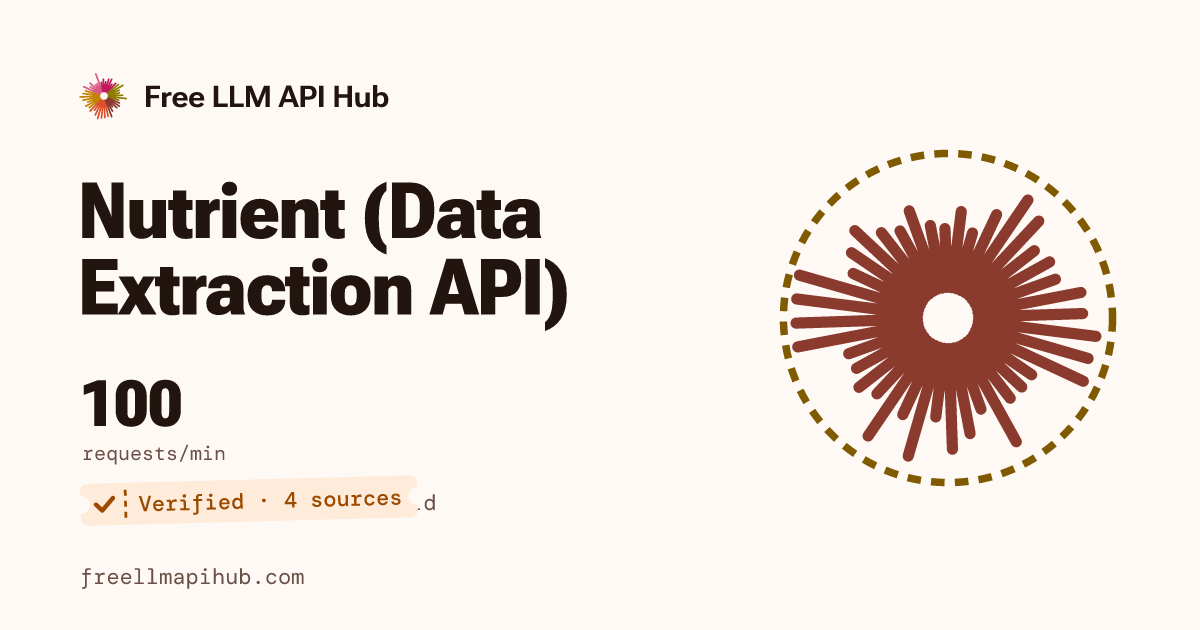 Free LLM API Hub
Nutrient (Data
Extraction API)
100
requests/min
Verified · 4 sources
freellmapihub.com